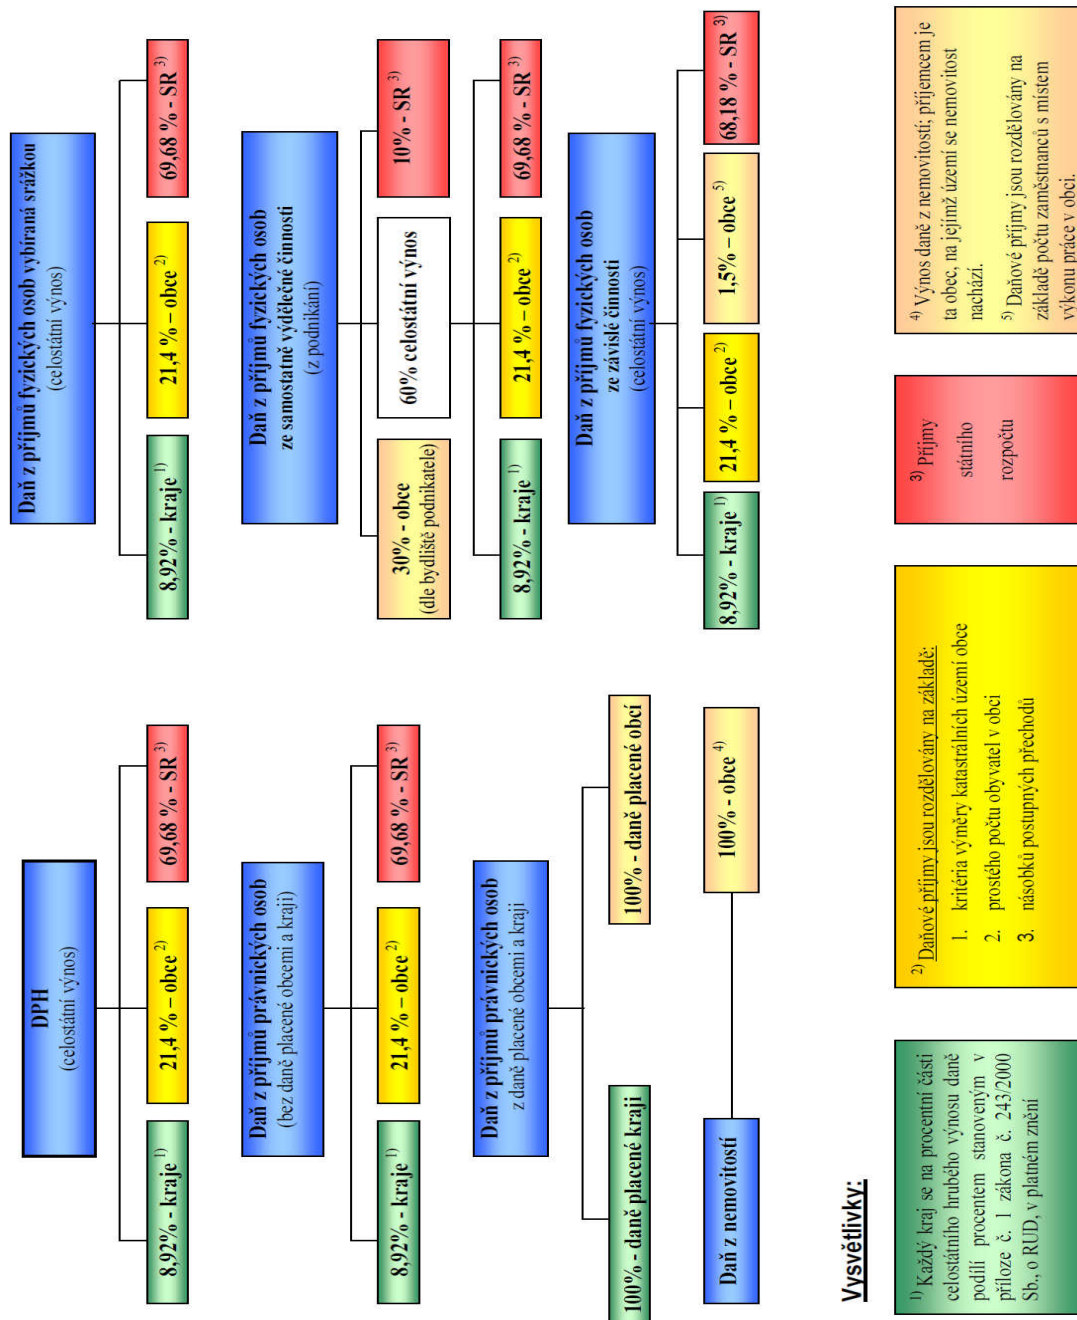 DPH
(celostátní výnos)
8,92% - kraje 1)
21,4 % – obce 2)
69,68 % - SR 3)
Daň z příjmů právnických osob
(bez daně placené obcemi a kraji)
8,92% - kraje 1)
21,4 % – obce 2)
69,68 % - SR 3)
Daň z příjmů právnických osob
z daně placené obcemi a kraji
100% - daně placené kraji
100% - daně placené obcí
Daň z nemovitostí
100% - obce 4)
Daň z příjmů fyzických osob vybíraná srážkou
(celostátní výnos)
8,92% - kraje 1)
21,4 % – obce 2)
69,68 % - SR 3)
Daň z příjmů fyzických osob
ze samostatně výdělečné činnosti
(z podnikání)
30% - obce
(dle bydliště podnikatele)
60% celostátní výnos
10% - SR 3)
8,92% - kraje 1)
21,4 % – obce 2)
69,68 % - SR 3)
Daň z příjmů fyzických osob
ze závislé činnosti
(celostátní výnos)
8,92% - kraje 1)
21,4 % – obce 2)
1,5% – obce 5)
68,18 % - SR 3)
Vysvětlivky:
1) Každý kraj se na procentní části
celostátního hrubého výnosu daně
podílí procentem stanoveným v
příloze č. 1 zákona č. 243/2000
Sb., o RUD, v platném znění
2) Daňové příjmy jsou rozdělovány na základě:
1. kritéria výměry katastrálních území obce
2. prostého počtu obyvatel v obci
3. násobků postupných přechodů
3) Příjmy
státního
rozpočtu
4) Výnos daně z nemovitosti; příjemcem je
ta obec, na jejímž území se nemovitost
nachází.
5) Daňové příjmy jsou rozdělovány na
základě počtu zaměstnanců s místem
výkonu práce v obci.